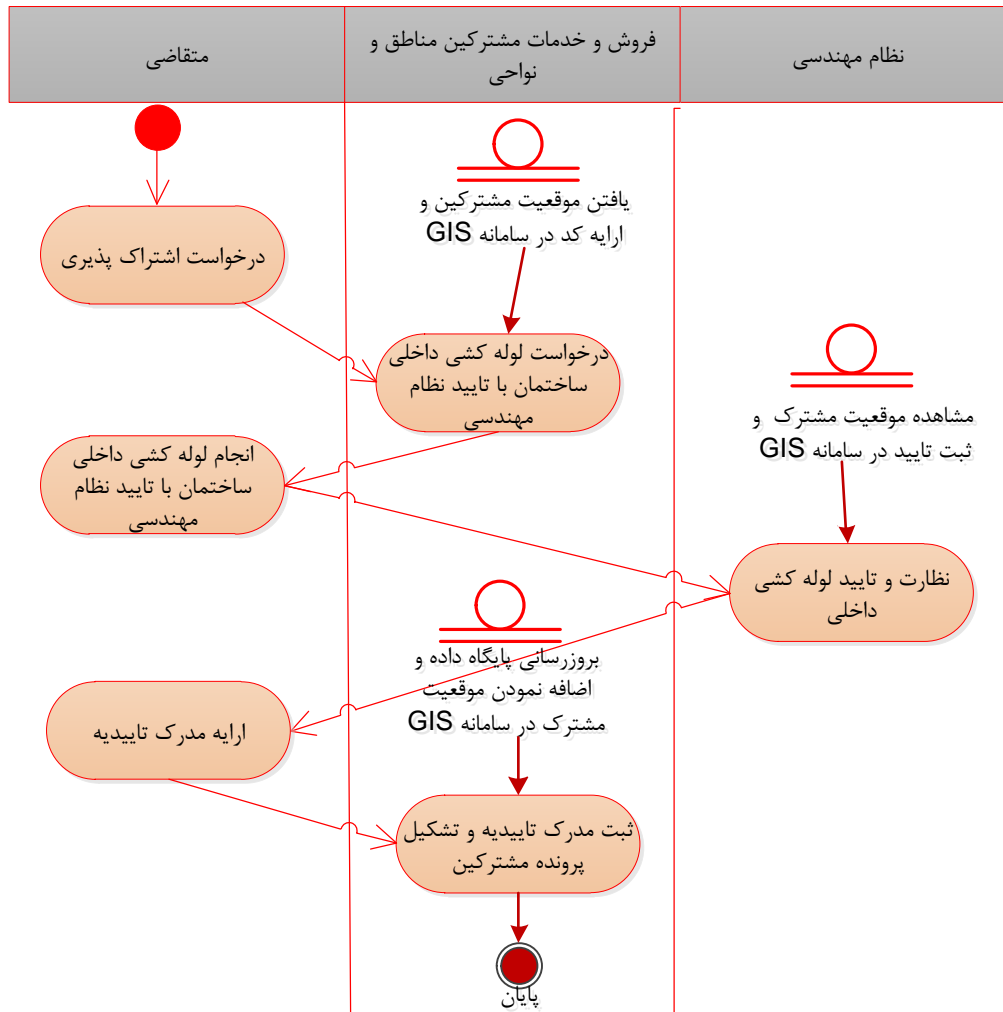 متقاضی
فروش و خدمات مشترکین مناطق و
نواحی
نظام مهندسی
یافتن موقعیت مشترکین و
ارایه کد در سامانه GIS
درخواست اشتراک پذیری
درخواست لوله کشی داخلی
ساختمان با تایید نظام
مهندسی
مشاهده موقعیت مشترک و
ثبت تایید در سامانه GIS
انجام لوله کشی داخلی
ساختمان با تایید نظام
مهندسی
نظارت و تایید لوله کشی
داخلی
بروزرسانی پایگاه داده و
اضافه نمودن موقعیت
مشترک در سامانه GIS
ارایه مدرک تاییدیه
ثبت مدرک تاییدیه و تشکیل
پرونده مشترکین
پایان